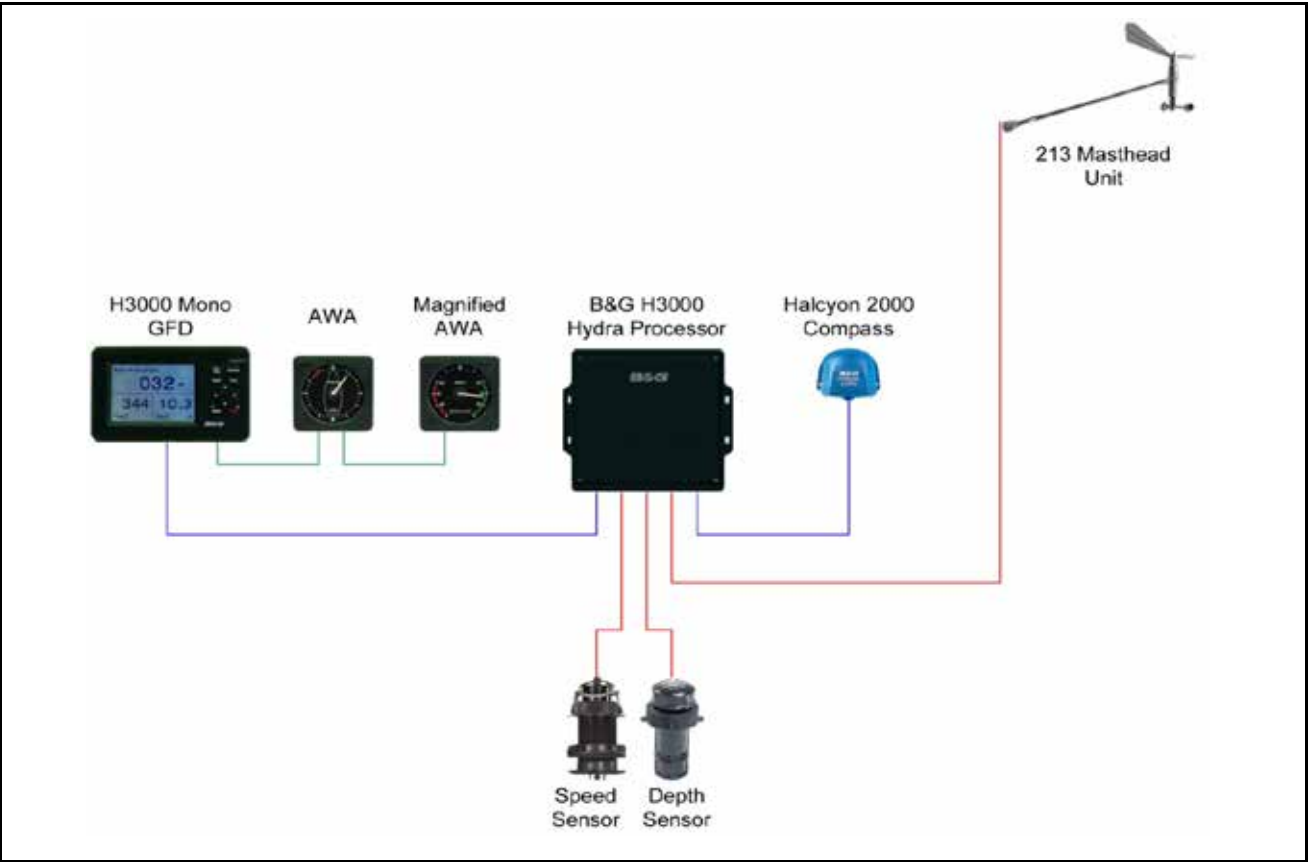 213 Masthead
Unit
H3000 Mono
GFD
AWA
Magnified
AWA
B&G H3000
Hydra Processor
Halcyon 2000
Compass
032
344 10.3
Speed
Sensor
Depth
Sensor